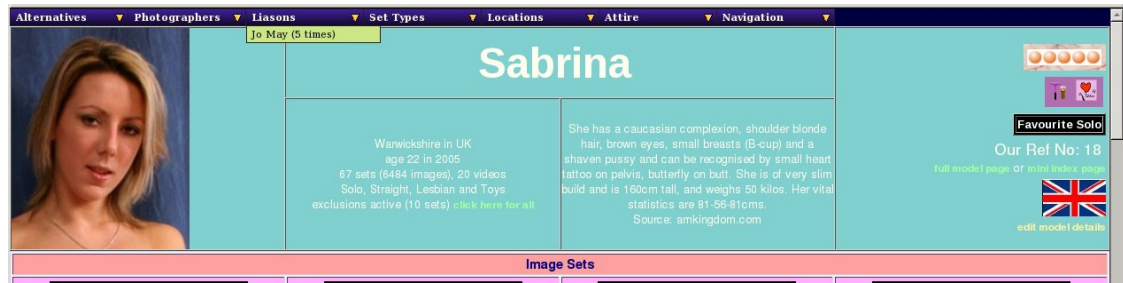 Alternatives Photographers Liasons Set Types Locations Attire Navigation
Jo May (5 times)
Sabrina
Warwickshire in UK
age 22 in 2005
67 sets (6484 images), 20 videos
Solo, Straight, Lesbian and Toys
exclusions active (10 sets) click here for all
She has a caucasian complexion, shoulder blonde
hair, brown eyes, small breasts (B-cup) and a
shaven pussy and can be recognised by small heart
tattoo on pelvis, butterfly on butt. She is of very slim
build and is 160cm tall, and weighs 50 kilos. Her vital
statistics are 81-56-81cms.
Source: amkingdom.com
Favourite Solo
Our Ref No: 18
full model page or mini index page
edit model details
Image Sets